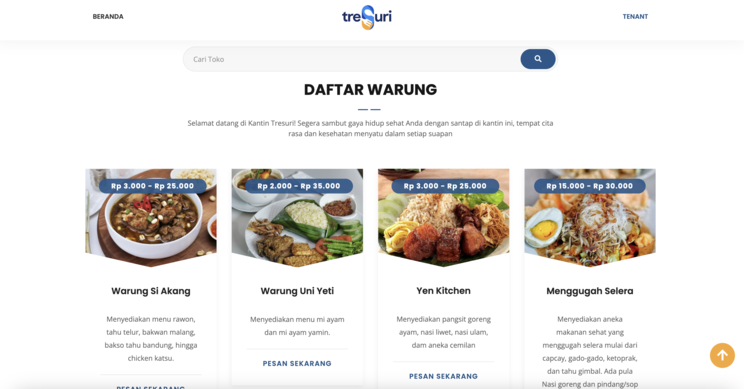 BERANDA
treSuri
TENANT
Cari Toko
DAFTAR WARUNG
Selamat datang di Kantin Tresuri! Segera sambut gaya hidup sehat Anda dengan santap di kantin ini, tempat cita
rasa dan kesehatan menyatu dalam setiap suapan
Rp 3.000 - Rp 25.000
Warung Si Akang
Menyediakan menu rawon,
tahu telur, bakwan malang,
bakso tahu bandung, hingga
chicken katsu.
PESAN SEKARANG
Rp 2.000 - Rp 35.000
Warung Uni Yeti
Menyediakan menu mi ayam
dan mi ayam yamin.
PESAN SEKARANG
Rp 3.000 - Rp 25.000
Yen Kitchen
Menyediakan pangsit goreng
ayam, nasi liwet, nasi ulam,
dam aneka cemilan
PESAN SEKARANG
Rp 15.000 - Rp 30.000
Menggugah Selera
Menyediakan aneka
makanan sehat yang
menggugah selera mulai dari
capcay, gado-gado, ketoprak,
dan tahu gimbal. Ada pula
Nasi goreng dan pindang/sop